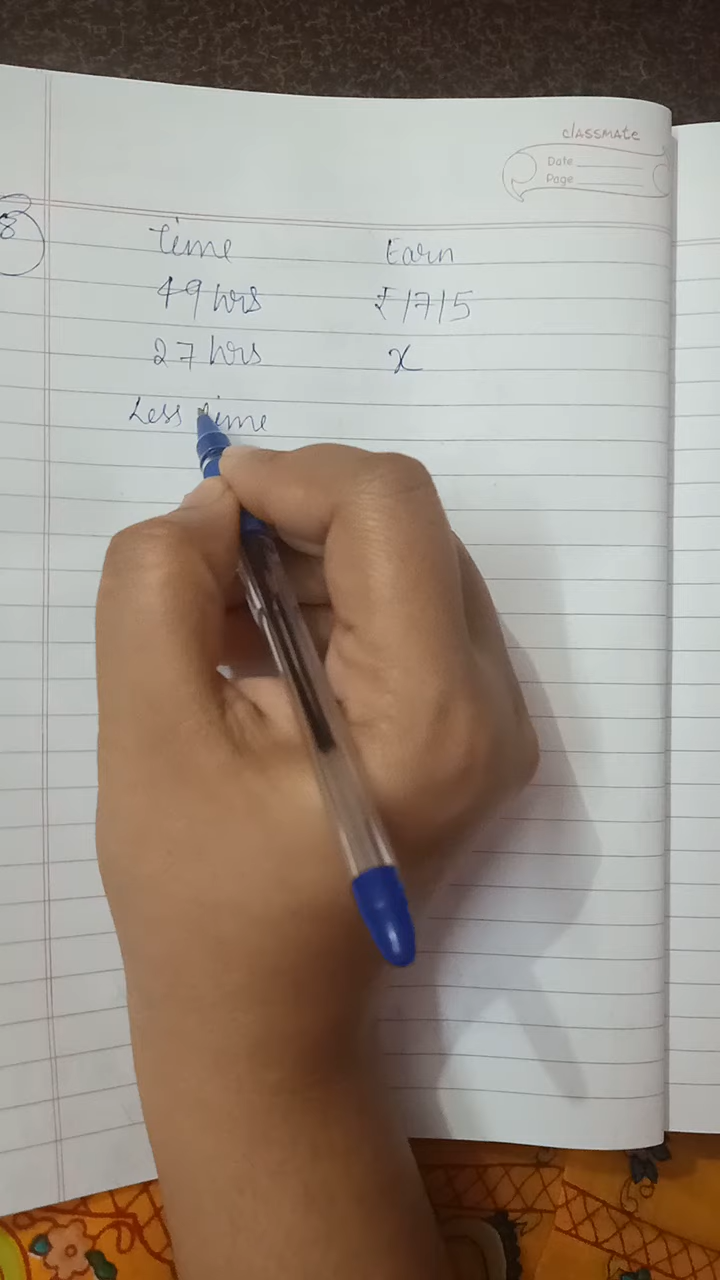 classmate
Date
Page
8 Time Earn
49 hrs ₹1715
27 hrs x
Less time